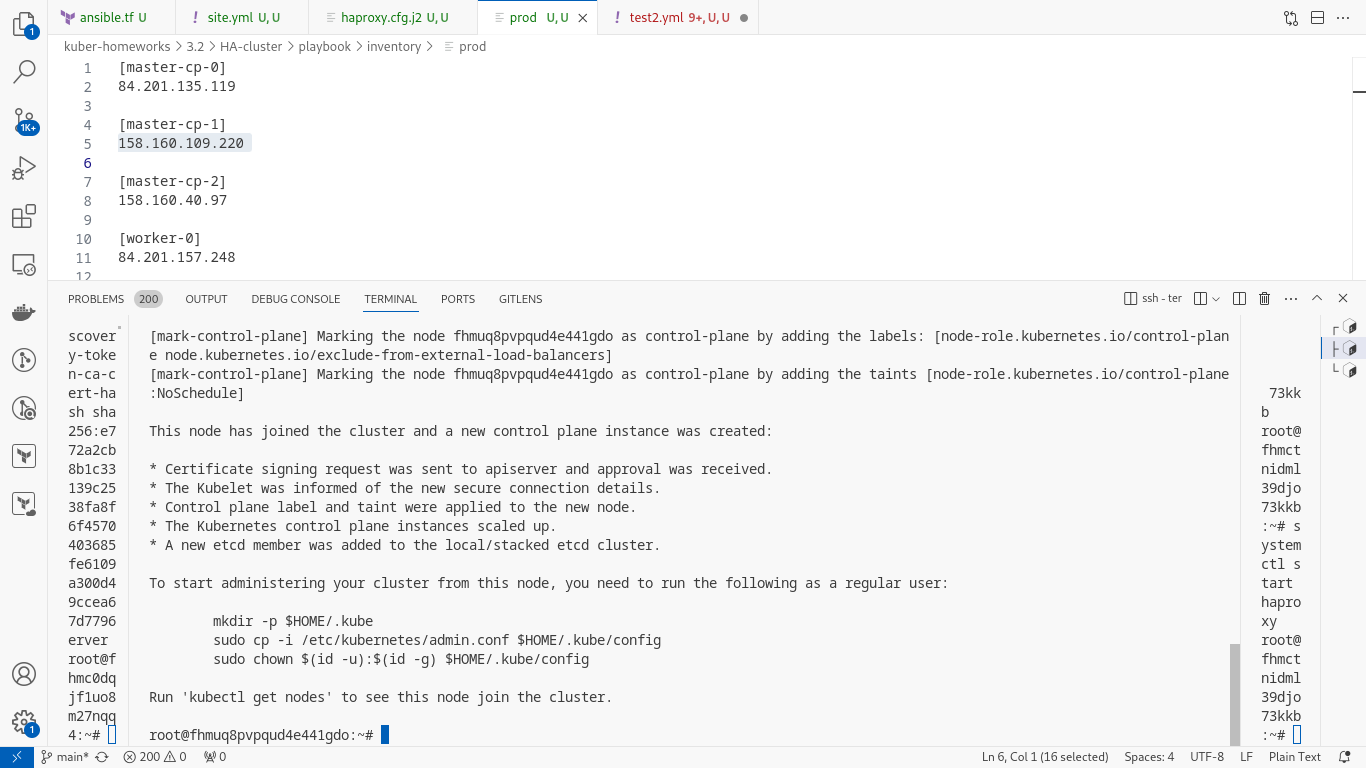 ansible.tf U
! site.yml U, U
haproxy.cfg.j2 U, U
prod U, U
! test2.yml 9+, U, U
kuber-homeworks > 3.2 > HA-cluster > playbook > inventory > prod
1 [master-cp-0]
2 84.201.135.119
3
4 [master-cp-1]
5 158.160.109.220
6
7 [master-cp-2]
8 158.160.40.97
9
10 [worker-0]
11 84.201.157.248
12
1
1K+
1
PROBLEMS 200 OUTPUT DEBUG CONSOLE TERMINAL PORTS GITLENS
ssh - ter
scover
y-toke
n-ca-c
ert-ha
sh sha
256:e7
72a2cb
8b1c33
139c25
38fa8f
6f4570
403685
fe6109
a300d4
9ccea6
7d7796
erver
root@f
hmc0dq
jf1uo8
m27nqq
4:~#
[mark-control-plane] Marking the node fhmuq8pvpqud4e441gdo as control-plane by adding the labels: [node-role.kubernetes.io/control-plan
e node.kubernetes.io/exclude-from-external-load-balancers]
[mark-control-plane] Marking the node fhmuq8pvpqud4e441gdo as control-plane by adding the taints [node-role.kubernetes.io/control-plane
:NoSchedule]
This node has joined the cluster and a new control plane instance was created:
* Certificate signing request was sent to apiserver and approval was received.
* The Kubelet was informed of the new secure connection details.
* Control plane label and taint were applied to the new node.
* The Kubernetes control plane instances scaled up.
* A new etcd member was added to the local/stacked etcd cluster.
To start administering your cluster from this node, you need to run the following as a regular user:
mkdir -p $HOME/.kube
sudo cp -i /etc/kubernetes/admin.conf $HOME/.kube/config
sudo chown $(id -u):$(id -g) $HOME/.kube/config
Run 'kubectl get nodes' to see this node join the cluster.
root@fhmuq8pvpqud4e441gdo:~#
73kk
b
root@
fhmct
nidml
39djo
73kkb
:~# s
ystem
ctl s
tart
hapro
xy
root@
fhmct
nidml
39djo
73kkb
:~#
main* 200 0 0 Ln 6, Col 1 (16 selected) Spaces: 4 UTF-8 LF Plain Text